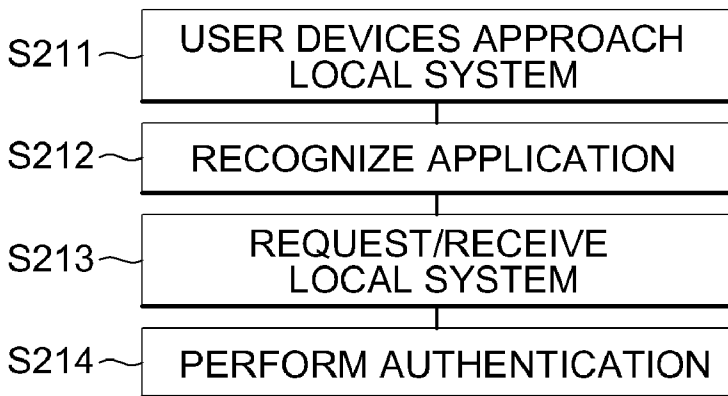 S211
USER DEVICES APPROACH
LOCAL SYSTEM
S212
RECOGNIZE APPLICATION
S213
REQUEST/RECEIVE
LOCAL SYSTEM
S214
PERFORM AUTHENTICATION